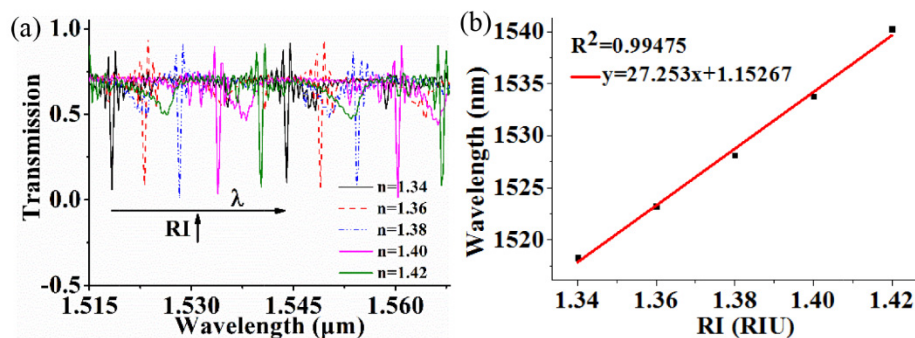 (a)
1.0
0.5
0.0
-0.5
Transmission
n=1.34
n=1.36
n=1.38
n=1.40
n=1.42
λ
RI
1.515
1.530
1.545
1.560
Wavelength (μm)
(b)
1540
1535
1530
1525
1520
Wavelength (nm)
R²=0.99475
y=27.253x+1.15267
1.34
1.36
1.38
1.40
1.42
RI (RIU)